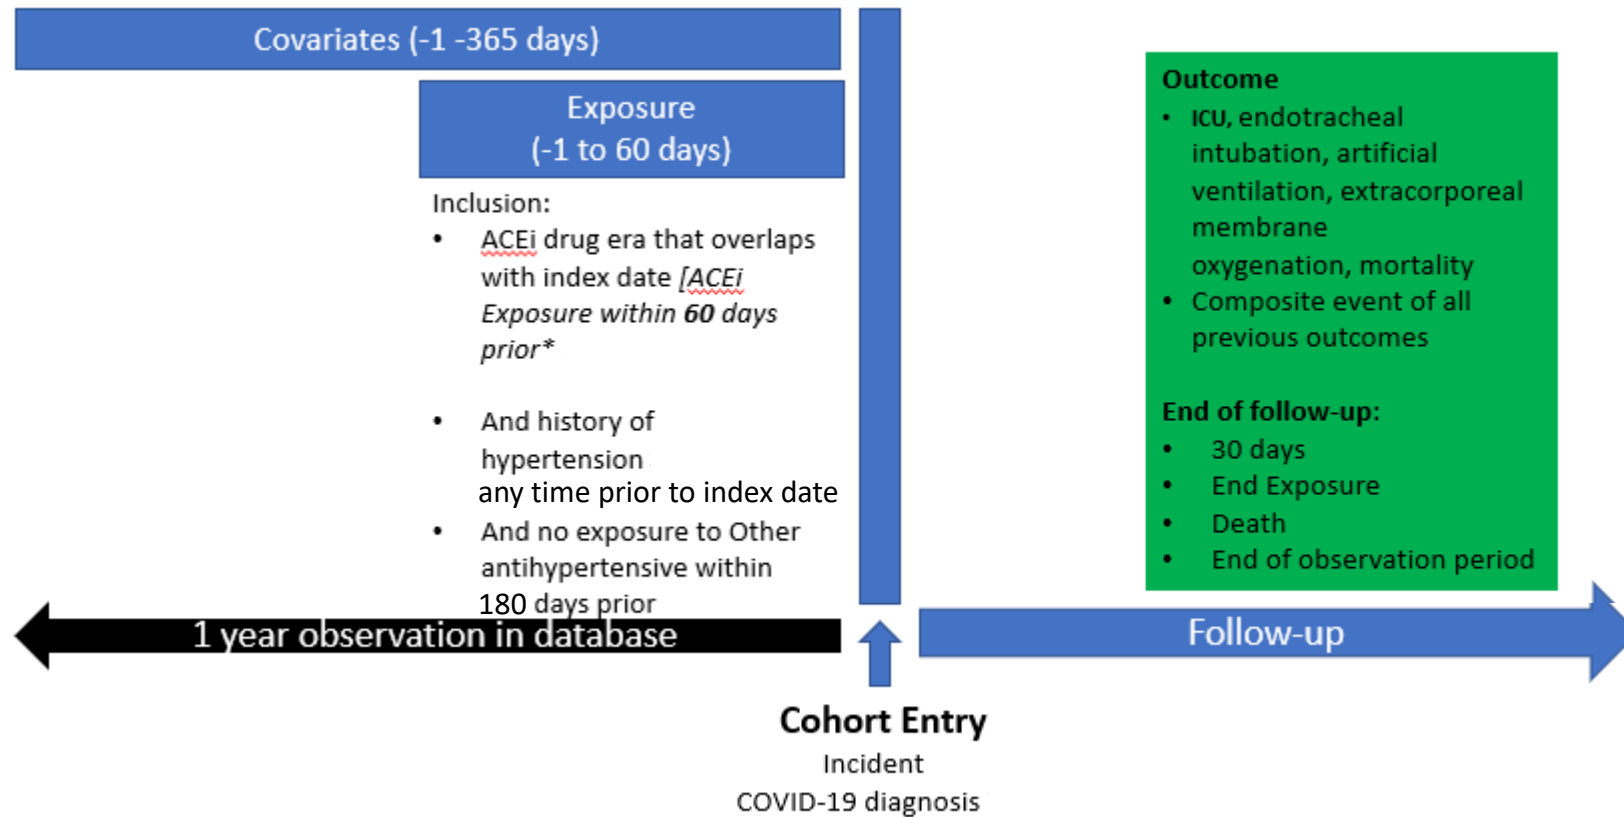 Covariates (-1 -365 days)
Exposure
(-1 to 60 days)
Inclusion:
• ACEi drug era that overlaps
with index date [ACEi
Exposure within 60 days
prior*
• And history of
hypertension
any time prior to index date
• And no exposure to Other
antihypertensive within
180 days prior
1 year observation in database
Cohort Entry
Incident
COVID-19 diagnosis
Outcome
• ICU, endotracheal
intubation, artificial
ventilation, extracorporeal
membrane
oxygenation, mortality
• Composite event of all
previous outcomes
End of follow-up:
• 30 days
• End Exposure
• Death
• End of observation period
Follow-up